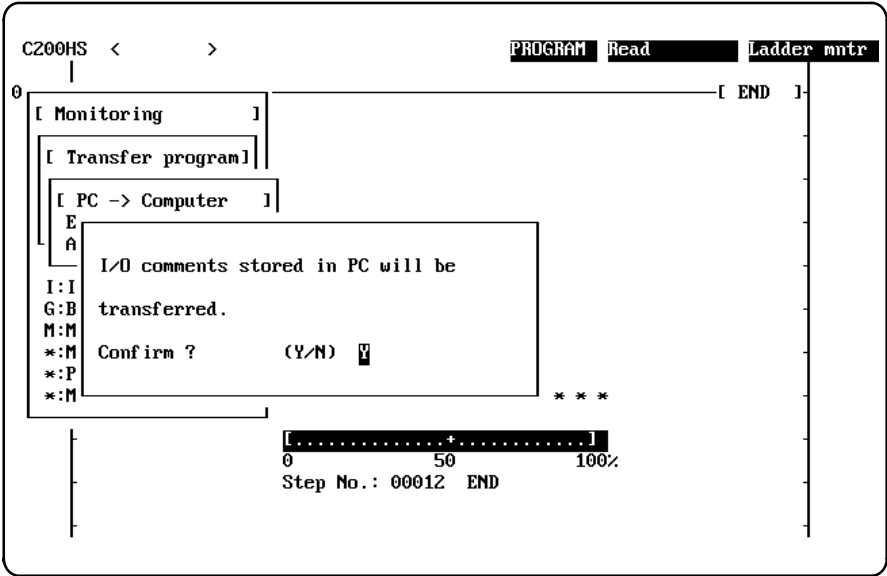 C200HS < >
PROGRAM Read Ladder mntr
0
[ END ]
[ Monitoring ]
[ Transfer program]
[ PC -> Computer ]
E
A
I/O comments stored in PC will be
I:I
G:B transferred.
M:M
*:M Confirm ? (Y/N) Y
*:P
*:M * * *
[...............+............]
0 50 100%
Step No.: 00012 END